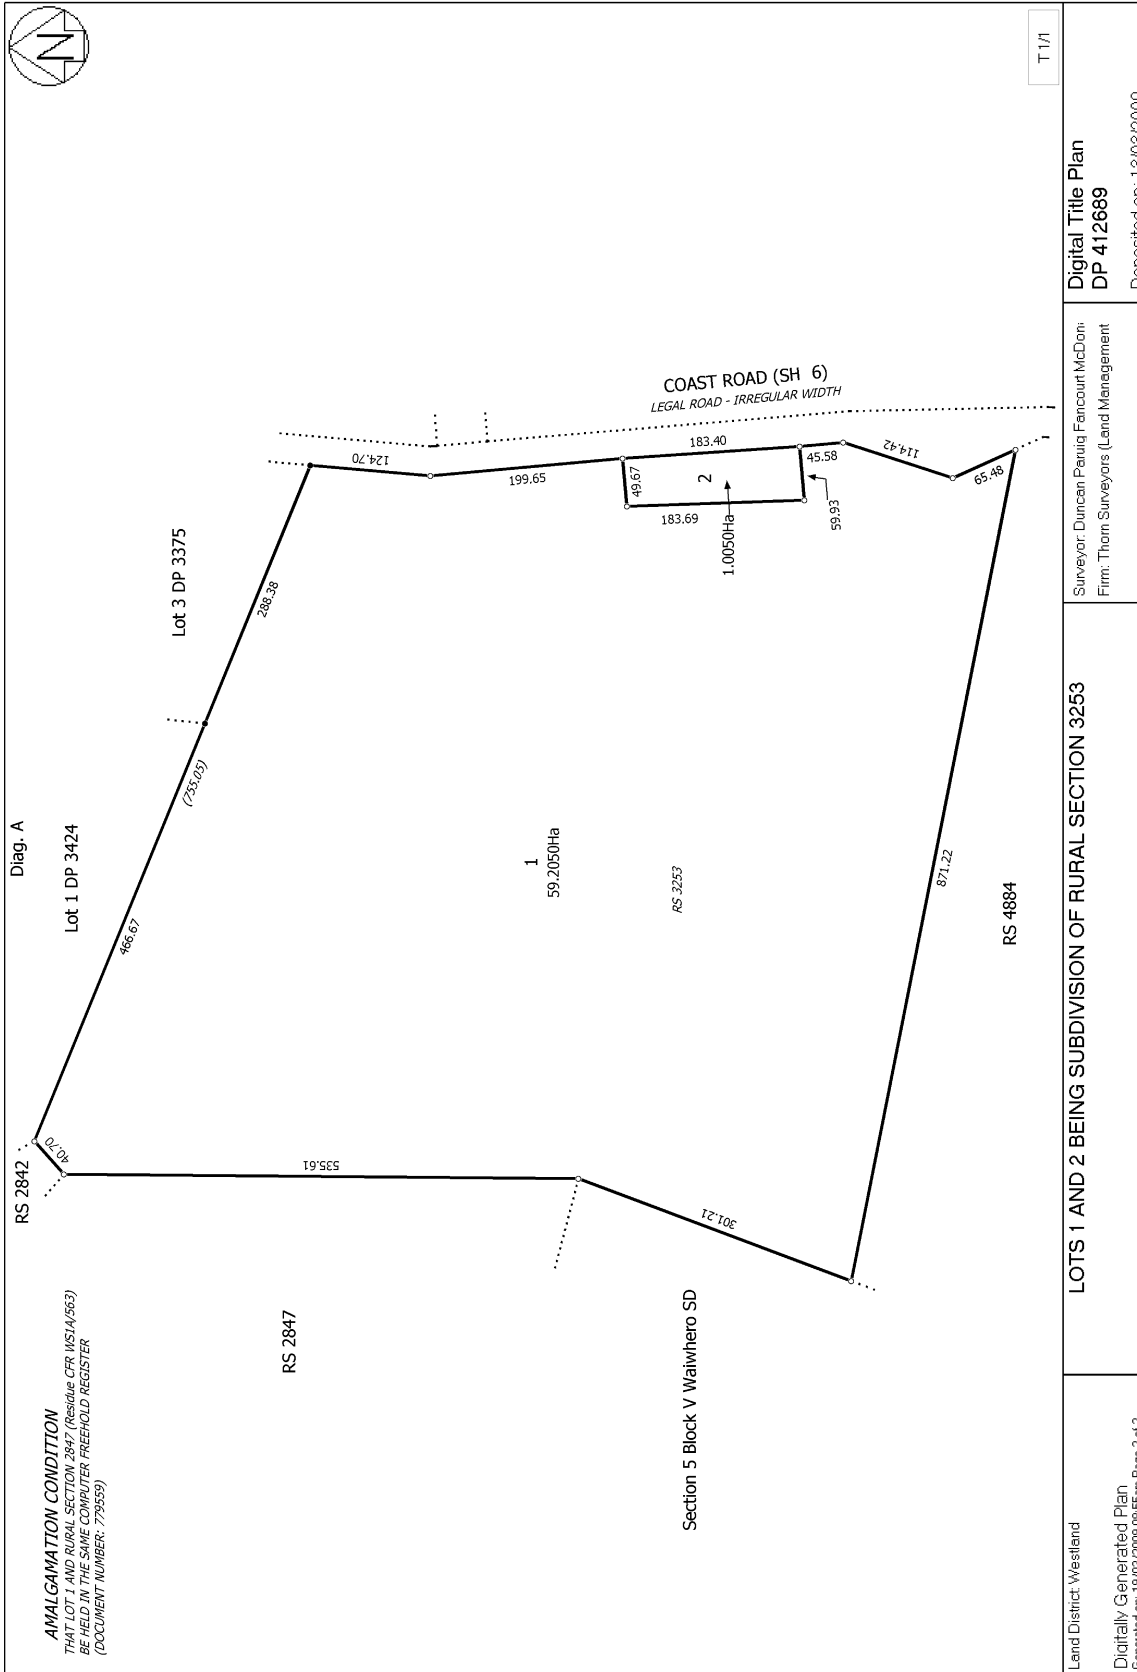 AMALGAMATION CONDITION
THAT LOT 1 AND RURAL SECTION 2847 (Residue CFR WS1A/563)
BE HELD IN THE SAME COMPUTER FREEHOLD REGISTER
(DOCUMENT NUMBER: 779559)
Diag. A
N
RS 2842
Lot 1 DP 3424
Lot 3 DP 3375
40.70
466.67
(755.05)
288.38
124.70
199.65
COAST ROAD (SH 6)
LEGAL ROAD - IRREGULAR WIDTH
183.40
49.67
2
183.69
1.0050Ha
45.58
59.93
114.42
65.48
535.61
RS 2847
1
59.2050Ha
RS 3253
301.21
Section 5 Block V Waiwhero SD
871.22
RS 4884
T 1/1
Land District: Westland
Digitally Generated Plan
LOTS 1 AND 2 BEING SUBDIVISION OF RURAL SECTION 3253
Surveyor: Duncan Paruig Fancourt McDon
Firm: Thorn Surveyors (Land Management
Digital Title Plan
DP 412689